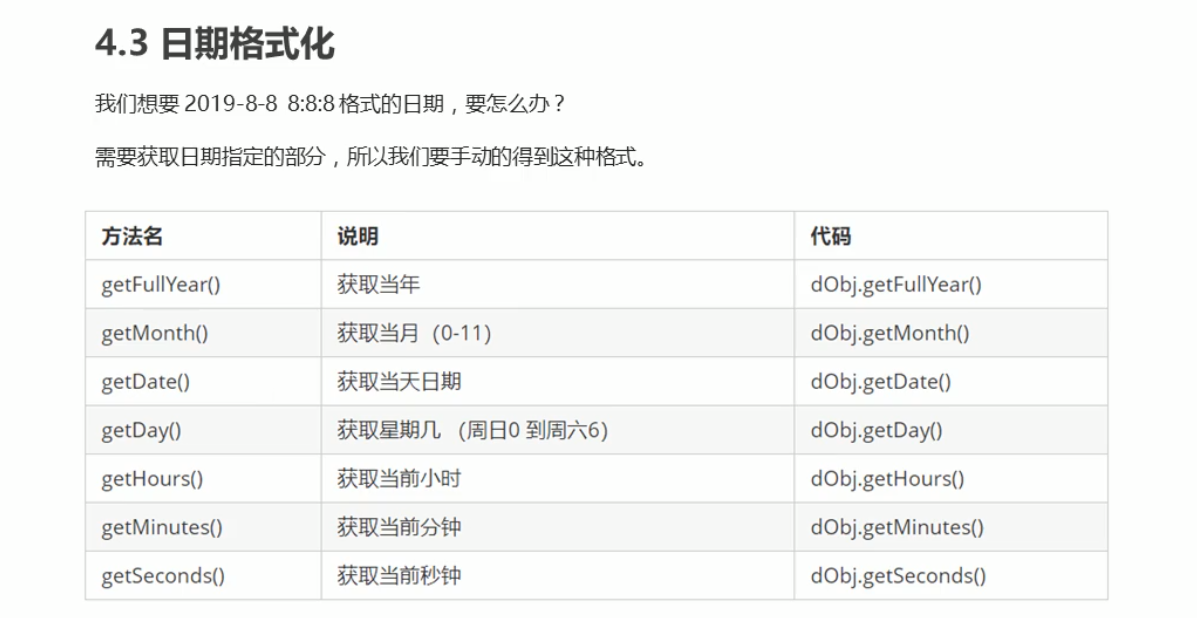 4.3 日期格式化
我们想要 2019-8-8 8:8:8 格式的日期，要怎么办？
需要获取日期指定的部分，所以我们要手动的得到这种格式。
方法名 说明 代码
getFullYear() 获取当年 dObj.getFullYear()
getMonth() 获取当月（0-11） dObj.getMonth()
getDate() 获取当天日期 dObj.getDate()
getDay() 获取星期几 （周日0 到周六6） dObj.getDay()
getHours() 获取当前小时 dObj.getHours()
getMinutes() 获取当前分钟 dObj.getMinutes()
getSeconds() 获取当前秒钟 dObj.getSeconds()